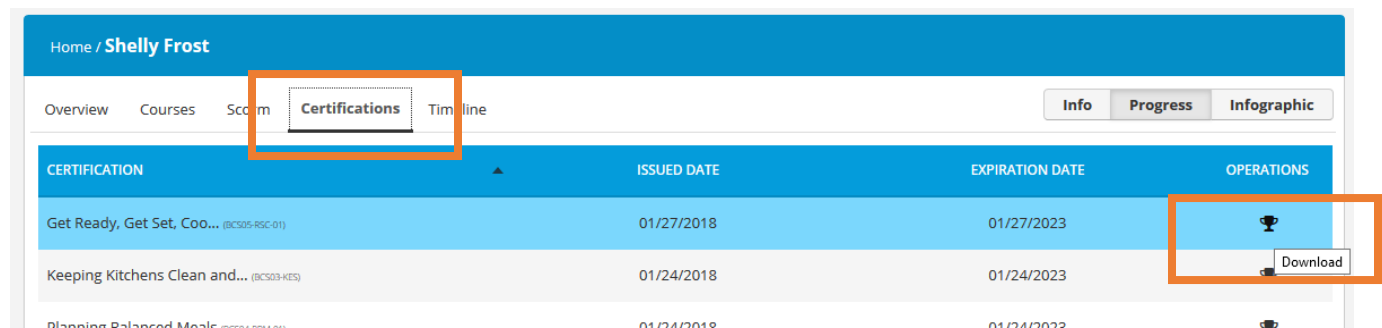 Home / Shelly Frost
Overview Courses Scorm Certifications Timeline Info Progress Infographic
CERTIFICATION ISSUED DATE EXPIRATION DATE OPERATIONS
Get Ready, Get Set, Coo... (BCS05-RSC-01) 01/27/2018 01/27/2023
Download
Keeping Kitchens Clean and... (BCS03-KES) 01/24/2018 01/24/2023
Planning Balanced Meals 01/24/2018 01/24/2023